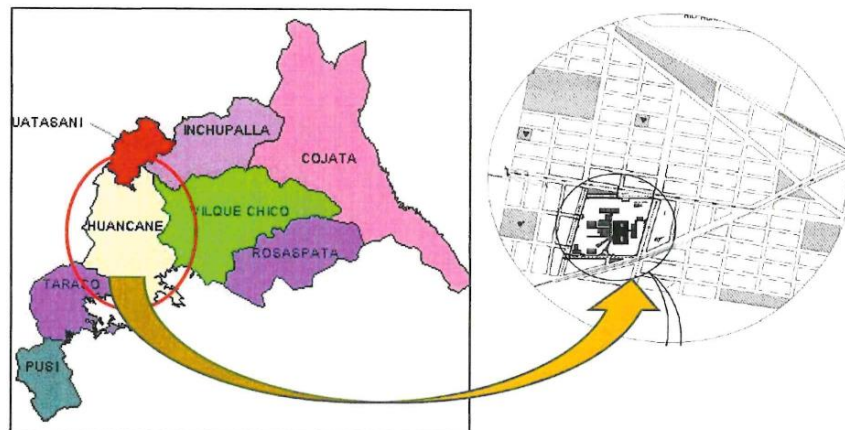 UATASANI
INCHUPALLA
COJATA
HUANCANE
VILQUE CHICO
ROSASPATA
TARACO
PUSI